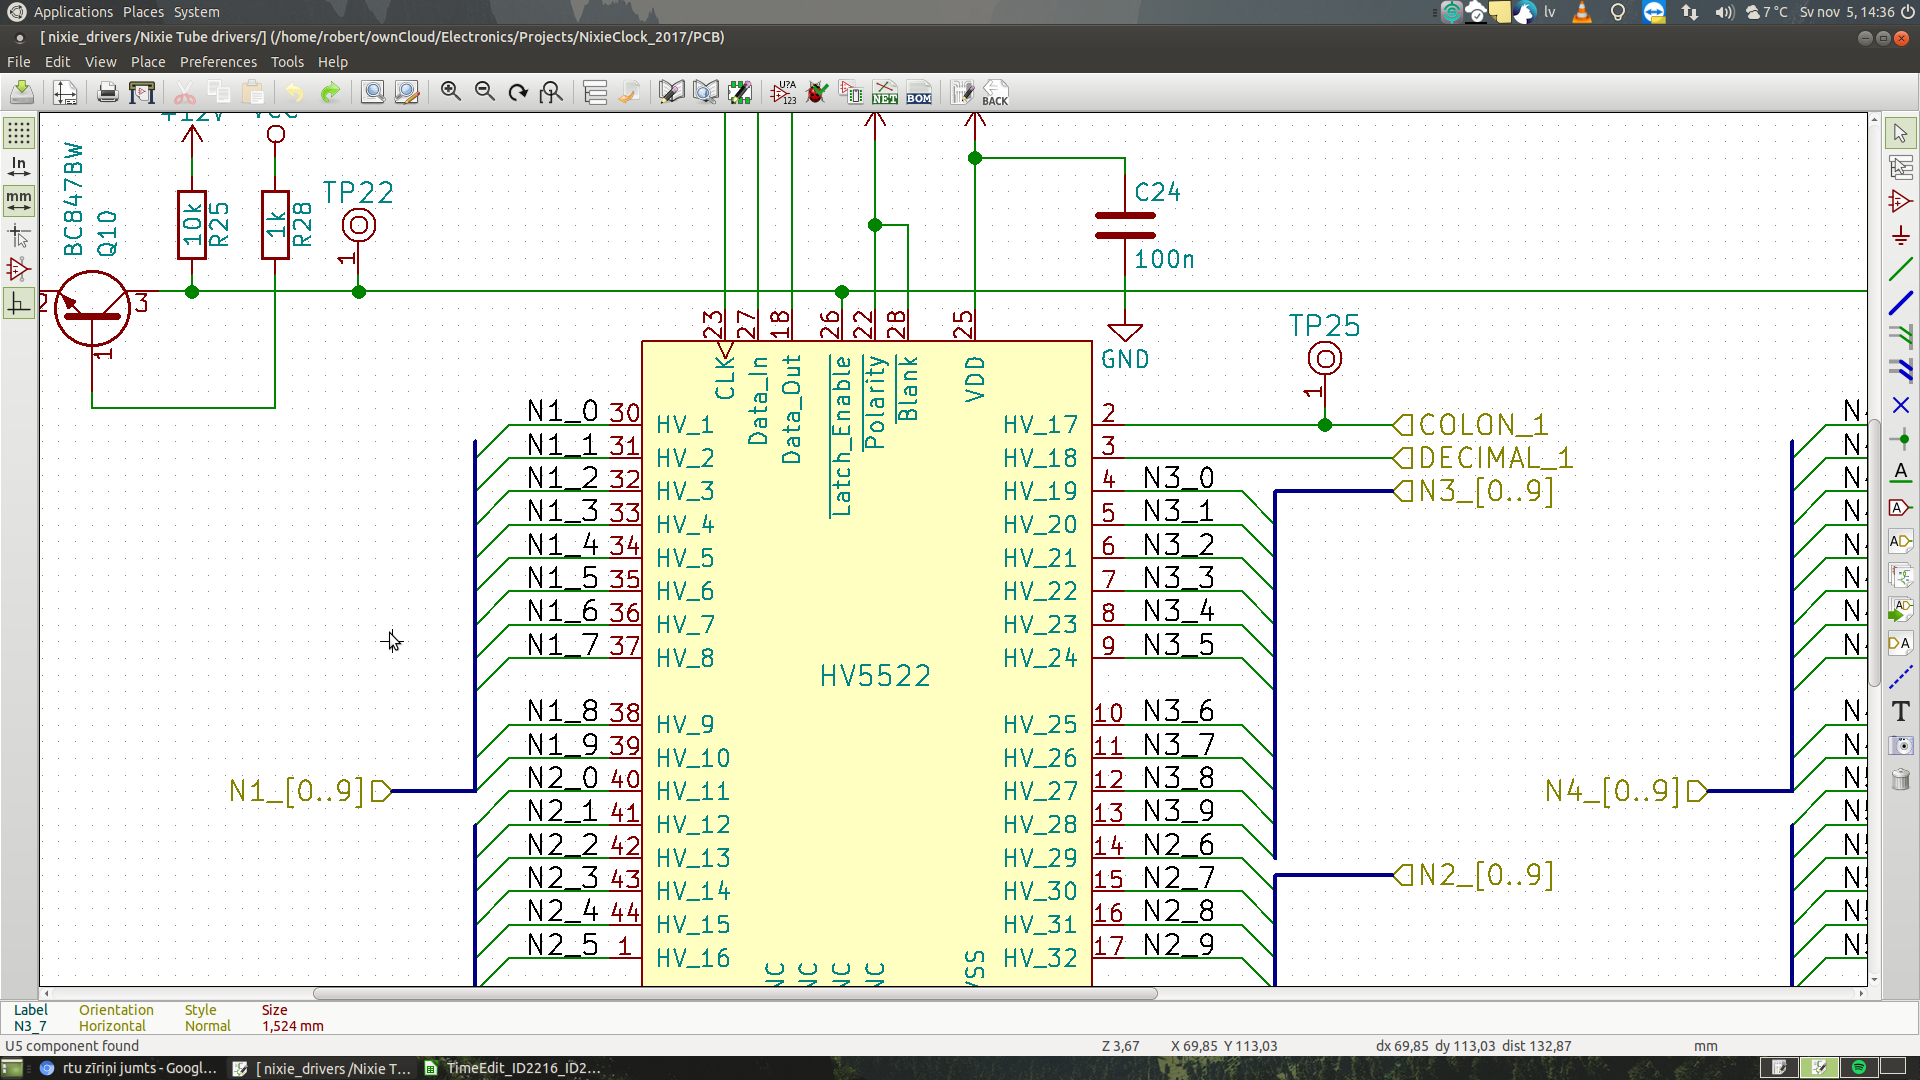 Applications Places System
lv 7 °C Sv nov 5, 14:36
[ nixie_drivers /Nixie Tube drivers/] (/home/robert/ownCloud/Electronics/Projects/NixieClock_2017/PCB)
File Edit View Place Preferences Tools Help
U?A
123
NET BOM BACK
In
mm
BC847BW
Q10
2
3
1
+12V
10k
R25
1k
R28
TP22
1
C24
100n
GND
TP25
1
23 27 18 26 22 28 25
CLK
Data_In
Data_Out
Latch_Enable
Polarity
Blank
VDD
N1_0 30 HV_1
N1_1 31 HV_2
N1_2 32 HV_3
N1_3 33 HV_4
N1_4 34 HV_5
N1_5 35 HV_6
N1_6 36 HV_7
N1_7 37 HV_8
N1_8 38 HV_9
N1_9 39 HV_10
N2_0 40 HV_11
N2_1 41 HV_12
N2_2 42 HV_13
N2_3 43 HV_14
N2_4 44 HV_15
N2_5 1 HV_16
N1_[0..9]
HV5522
NC NC NC NC
VSS
HV_17 2 COLON_1
HV_18 3 DECIMAL_1
HV_19 4 N3_0 N3_[0..9]
HV_20 5 N3_1
HV_21 6 N3_2
HV_22 7 N3_3
HV_23 8 N3_4
HV_24 9 N3_5
HV_25 10 N3_6
HV_26 11 N3_7
HV_27 12 N3_8
HV_28 13 N3_9
HV_29 14 N2_6
HV_30 15 N2_7
HV_31 16 N2_8
HV_32 17 N2_9
N2_[0..9]
N4_[0..9]
Label Orientation Style Size
N3_7 Horizontal Normal 1,524 mm
U5 component found
Z 3,67 X 69,85 Y 113,03 dx 69,85 dy 113,03 dist 132,87 mm
rtu zīriņi jumts - Googl... [ nixie_drivers /Nixie T... TimeEdit_ID2216_ID2...